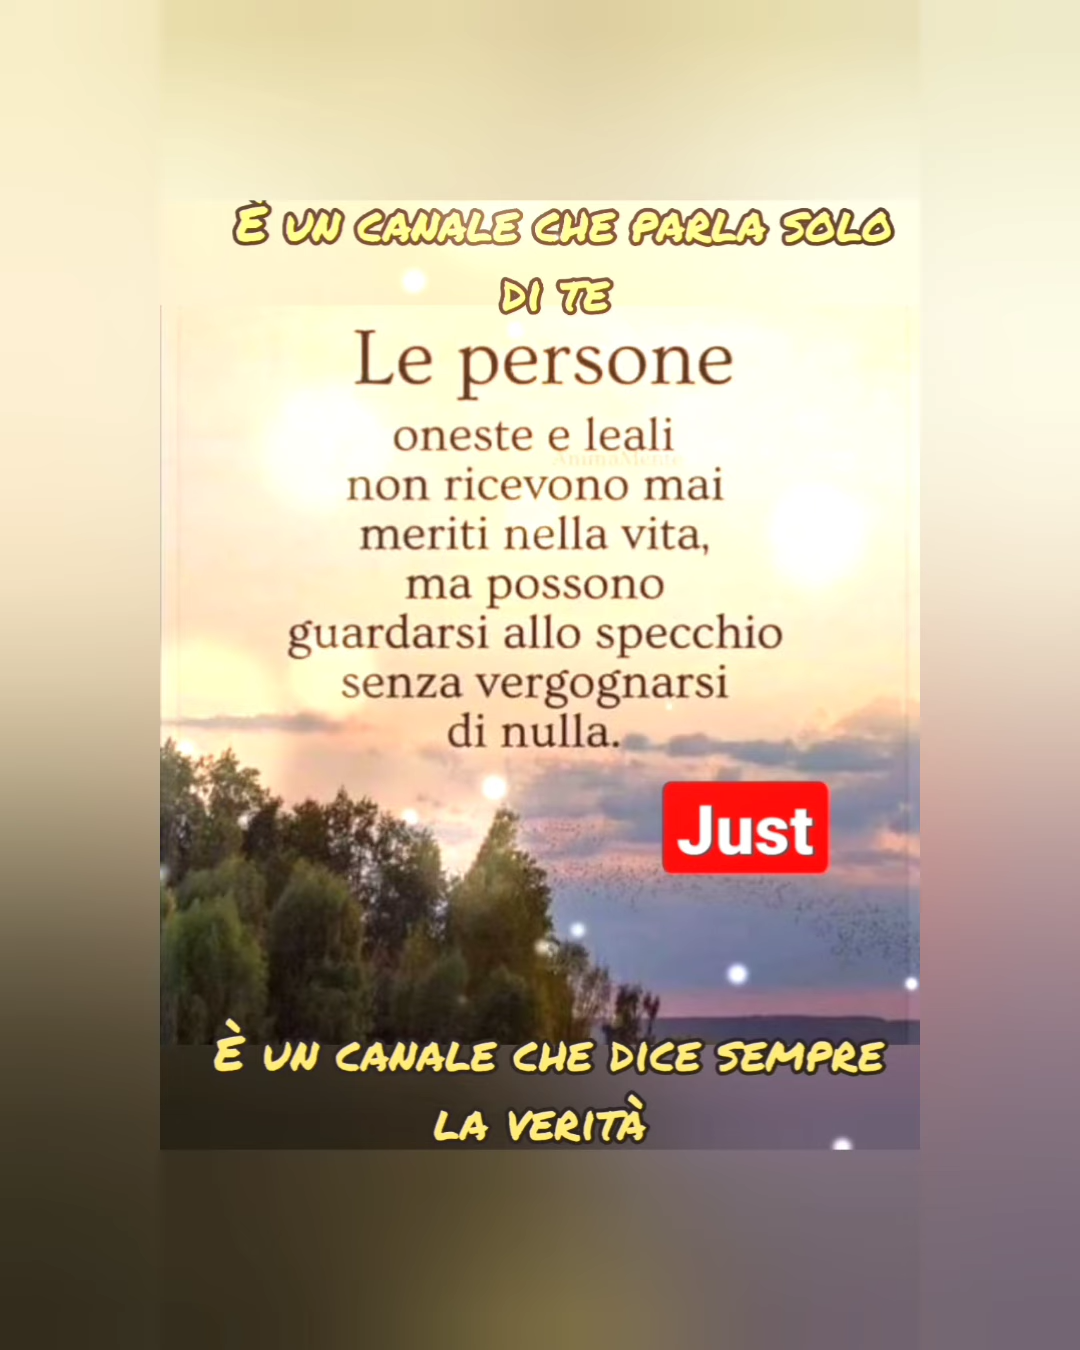 È UN CANALE CHE PARLA SOLO
DI TE
Le persone
oneste e leali
AnimaMente
non ricevono mai
meriti nella vita,
ma possono
guardarsi allo specchio
senza vergognarsi
di nulla.
Just
È UN CANALE CHE DICE SEMPRE
LA VERITÀ